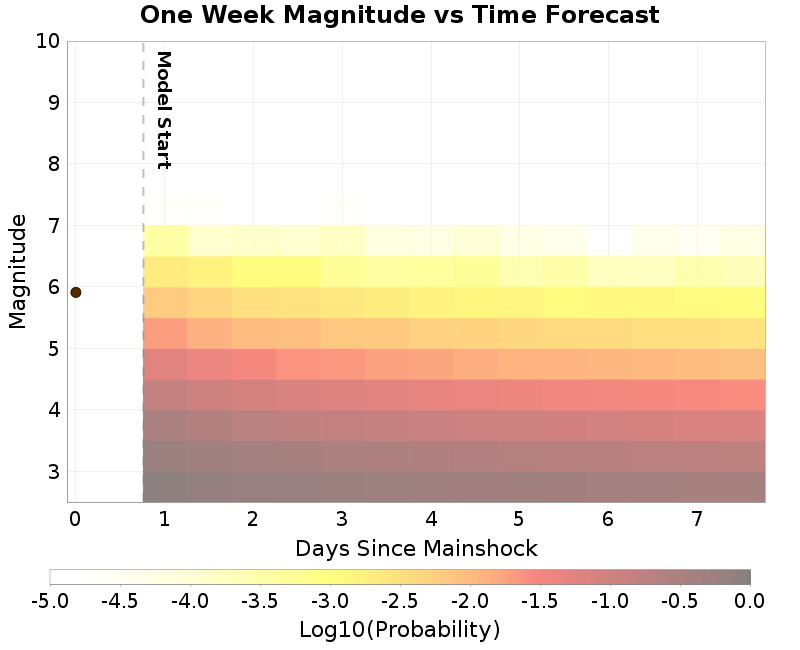 One Week Magnitude vs Time Forecast
10
9
8
7
6
5
4
3
Magnitude
Model Start
0 1 2 3 4 5 6 7
Days Since Mainshock
-5.0 -4.5 -4.0 -3.5 -3.0 -2.5 -2.0 -1.5 -1.0 -0.5 0.0
Log10(Probability)